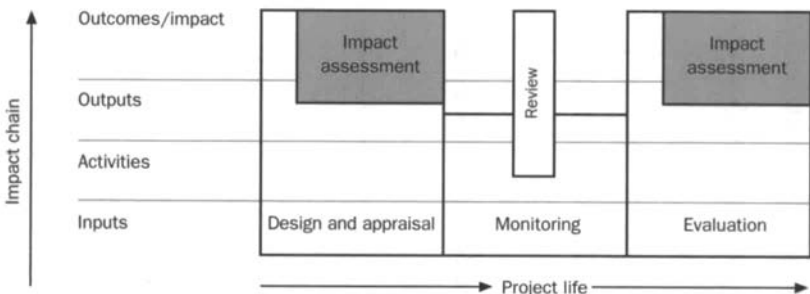 Outcomes/impact
Impact
assessment
Impact
assessment
Outputs
Review
Activities
Inputs
Design and appraisal
Monitoring
Evaluation
Impact chain
Project life